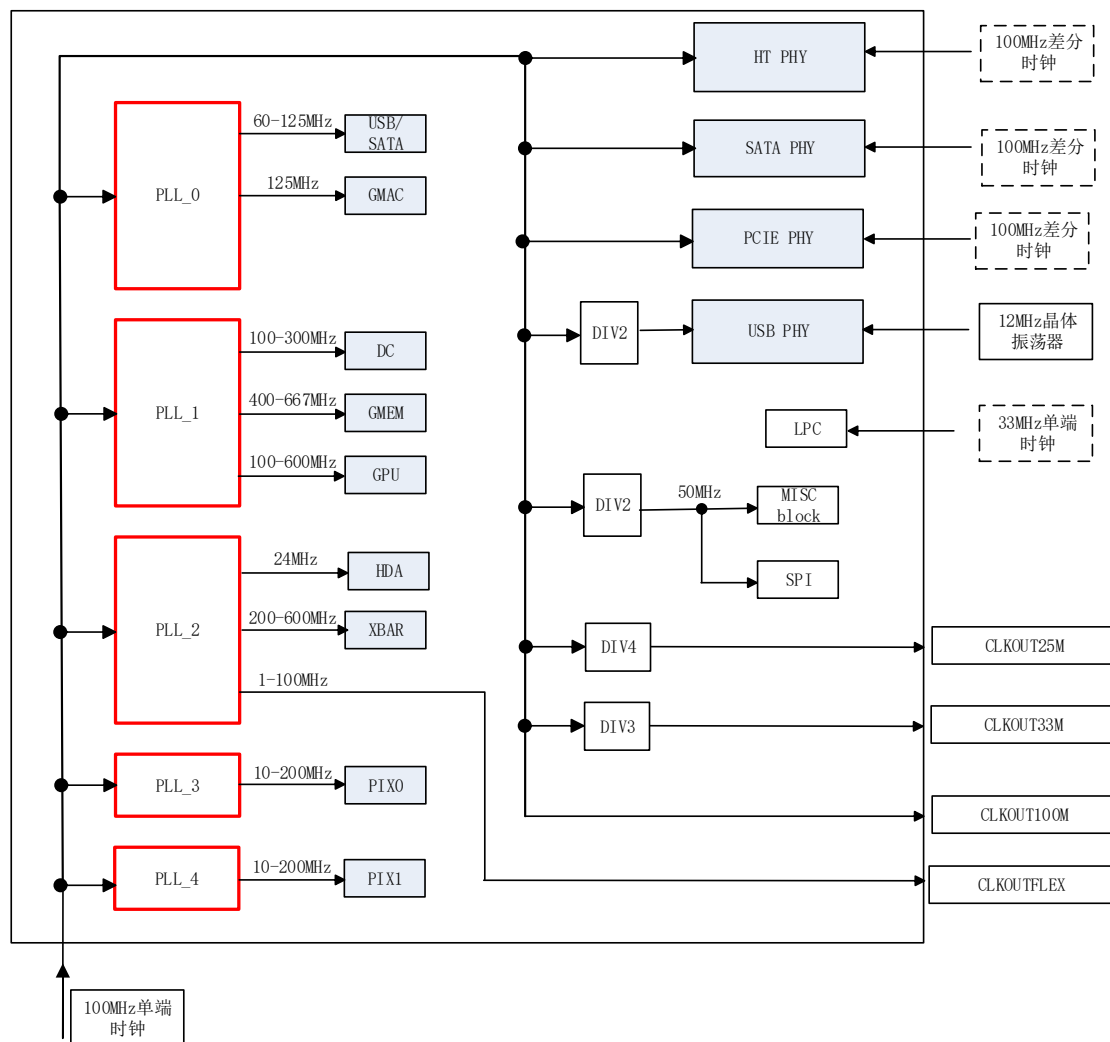 HT PHY
100MHz差分
时钟
60-125MHz
USB/
SATA
PLL_0
125MHz
GMAC
SATA PHY
100MHz差分
时钟
PCIE PHY
100MHz差分
时钟
DIV2
USB PHY
12MHz晶体
振荡器
100-300MHz
DC
PLL_1
400-667MHz
GMEM
100-600MHz
GPU
LPC
33MHz单端
时钟
DIV2
50MHz
MISC
block
SPI
24MHz
HDA
PLL_2
200-600MHz
XBAR
1-100MHz
DIV4
CLKOUT25M
DIV3
CLKOUT33M
PLL_3
10-200MHz
PIX0
CLKOUT100M
PLL_4
10-200MHz
PIX1
CLKOUTFLEX
100MHz单端
时钟